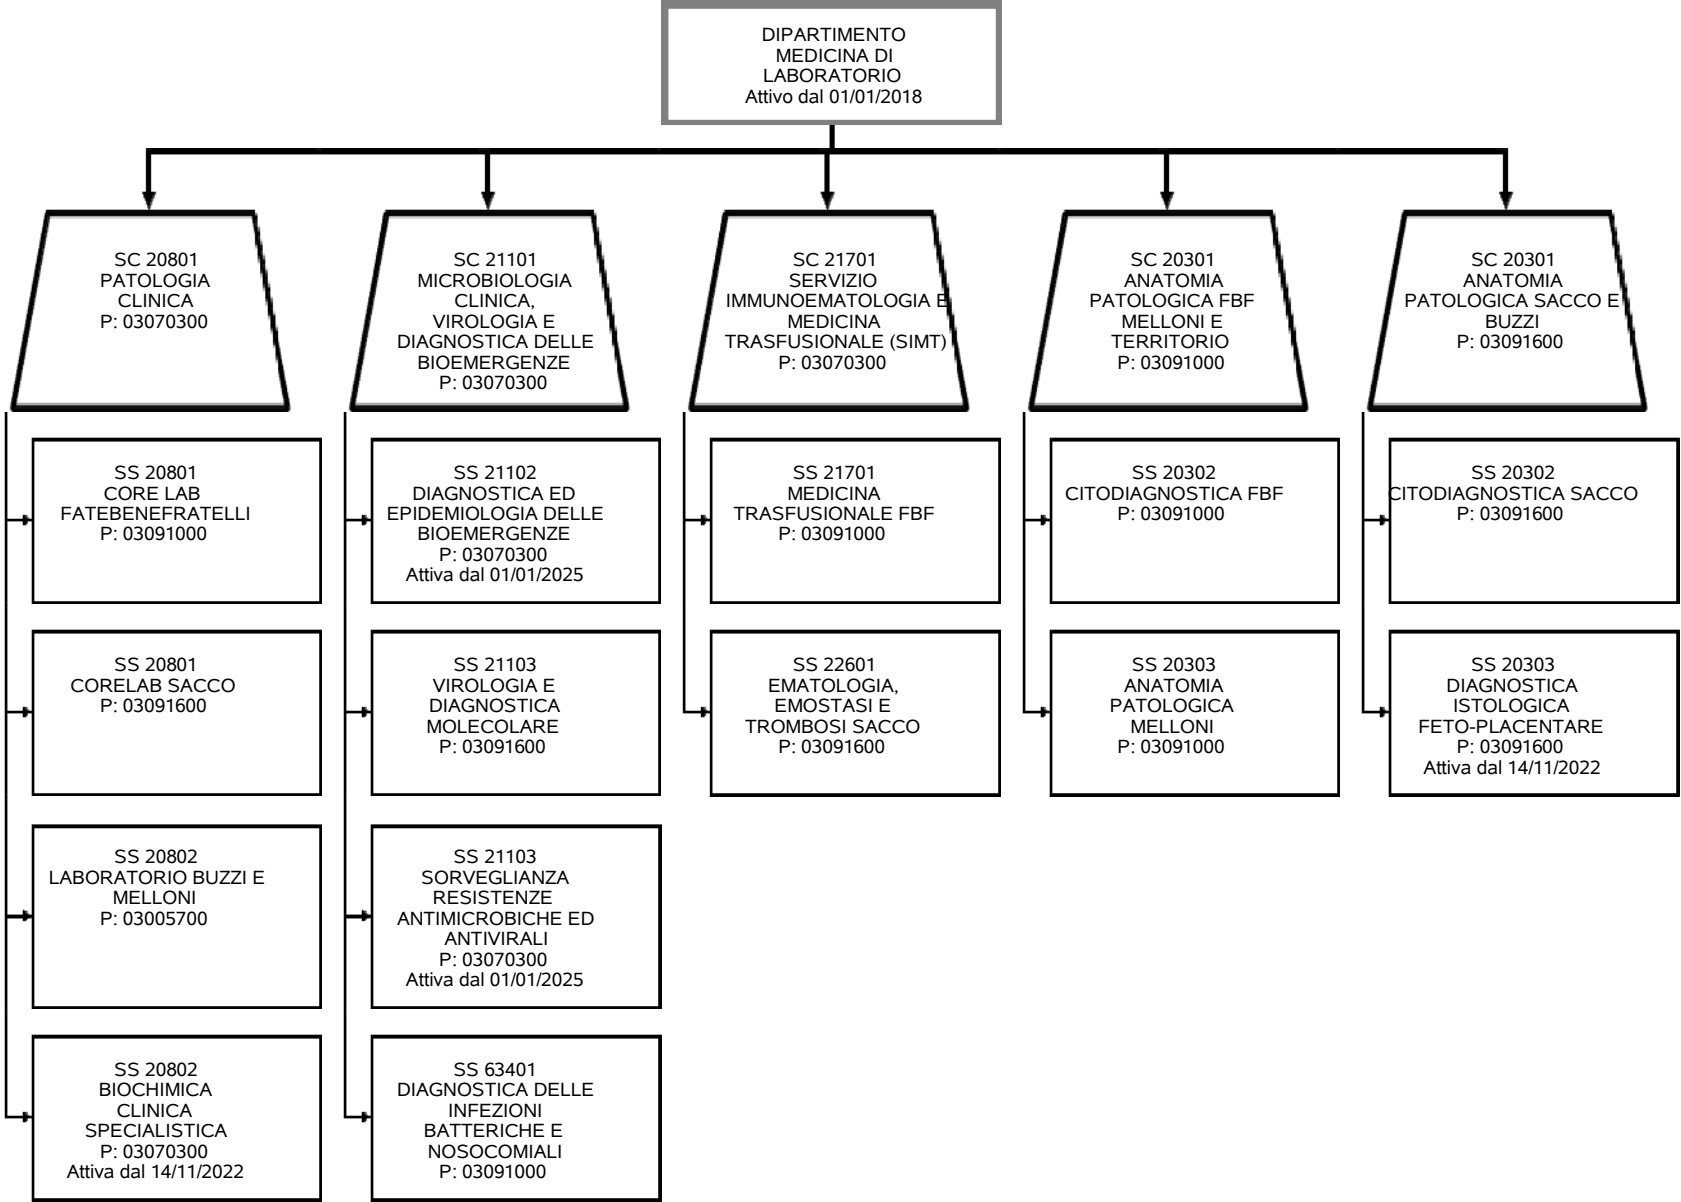 DIPARTIMENTO
MEDICINA DI
LABORATORIO
Attivo dal 01/01/2018
SC 20801
PATOLOGIA
CLINICA
P: 03070300
SC 21101
MICROBIOLOGIA
CLINICA,
VIROLOGIA E
DIAGNOSTICA DELLE
BIOEMERGENZE
P: 03070300
SC 21701
SERVIZIO
IMMUNOEMATOLOGIA E
MEDICINA
TRASFUSIONALE (SIMT)
P: 03070300
SC 20301
ANATOMIA
PATOLOGICA FBF
MELLONI E
TERRITORIO
P: 03091000
SC 20301
ANATOMIA
PATOLOGICA SACCO E
BUZZI
P: 03091600
SS 20801
CORE LAB
FATEBENEFRATELLI
P: 03091000
SS 21102
DIAGNOSTICA ED
EPIDEMIOLOGIA DELLE
BIOEMERGENZE
P: 03070300
Attiva dal 01/01/2025
SS 21701
MEDICINA
TRASFUSIONALE FBF
P: 03091000
SS 20302
CITODIAGNOSTICA FBF
P: 03091000
SS 20302
CITODIAGNOSTICA SACCO
P: 03091600
SS 20801
CORELAB SACCO
P: 03091600
SS 21103
VIROLOGIA E
DIAGNOSTICA
MOLECOLARE
P: 03091600
SS 22601
EMATOLOGIA,
EMOSTASI E
TROMBOSI SACCO
P: 03091600
SS 20303
ANATOMIA
PATOLOGICA
MELLONI
P: 03091000
SS 20303
DIAGNOSTICA
ISTOLOGICA
FETO-PLACENTARE
P: 03091600
Attiva dal 14/11/2022
SS 20802
LABORATORIO BUZZI E
MELLONI
P: 03005700
SS 21103
SORVEGLIANZA
RESISTENZE
ANTIMICROBICHE ED
ANTIVIRALI
P: 03070300
Attiva dal 01/01/2025
SS 20802
BIOCHIMICA
CLINICA
SPECIALISTICA
P: 03070300
Attiva dal 14/11/2022
SS 63401
DIAGNOSTICA DELLE
INFEZIONI
BATTERICHE E
NOSOCOMIALI
P: 03091000